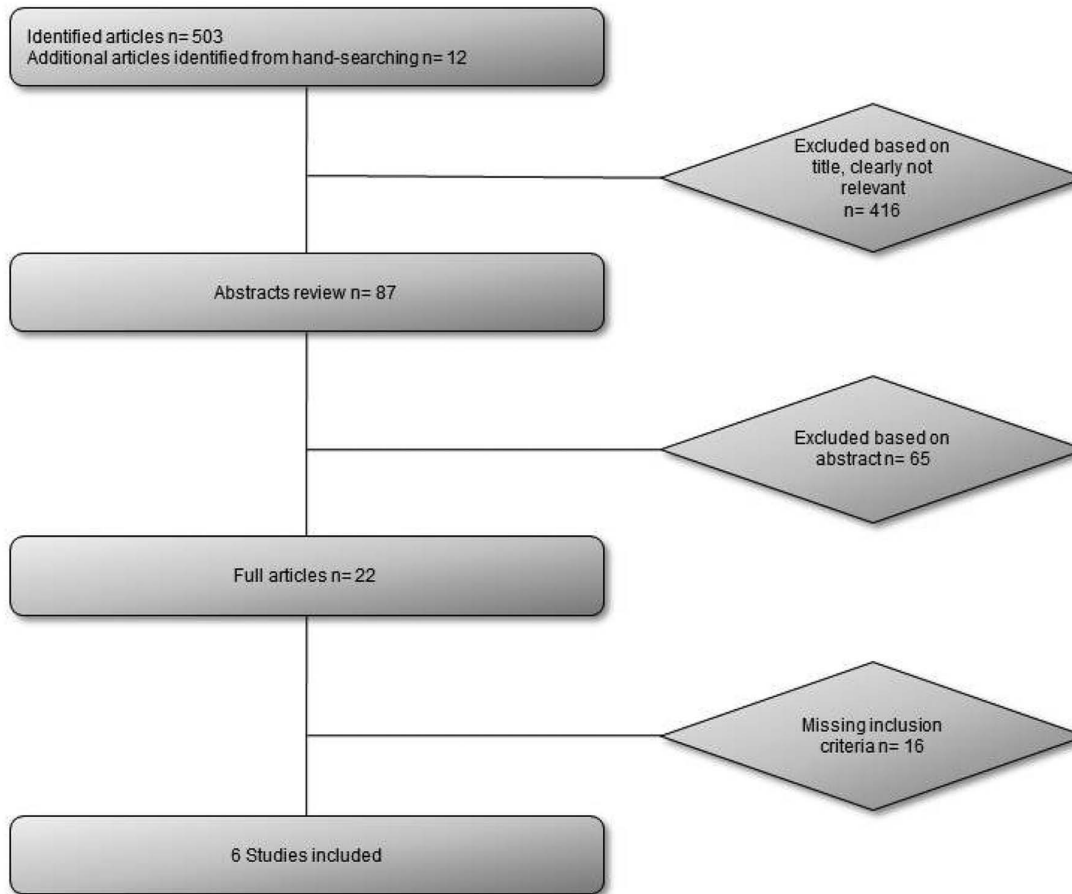 Identified articles n= 503
Additional articles identified from hand-searching n= 12
Excluded based on
title, clearly not
relevant
n= 416
Abstracts review n= 87
Excluded based on
abstract n= 65
Full articles n= 22
Missing inclusion
criteria n= 16
6 Studies included